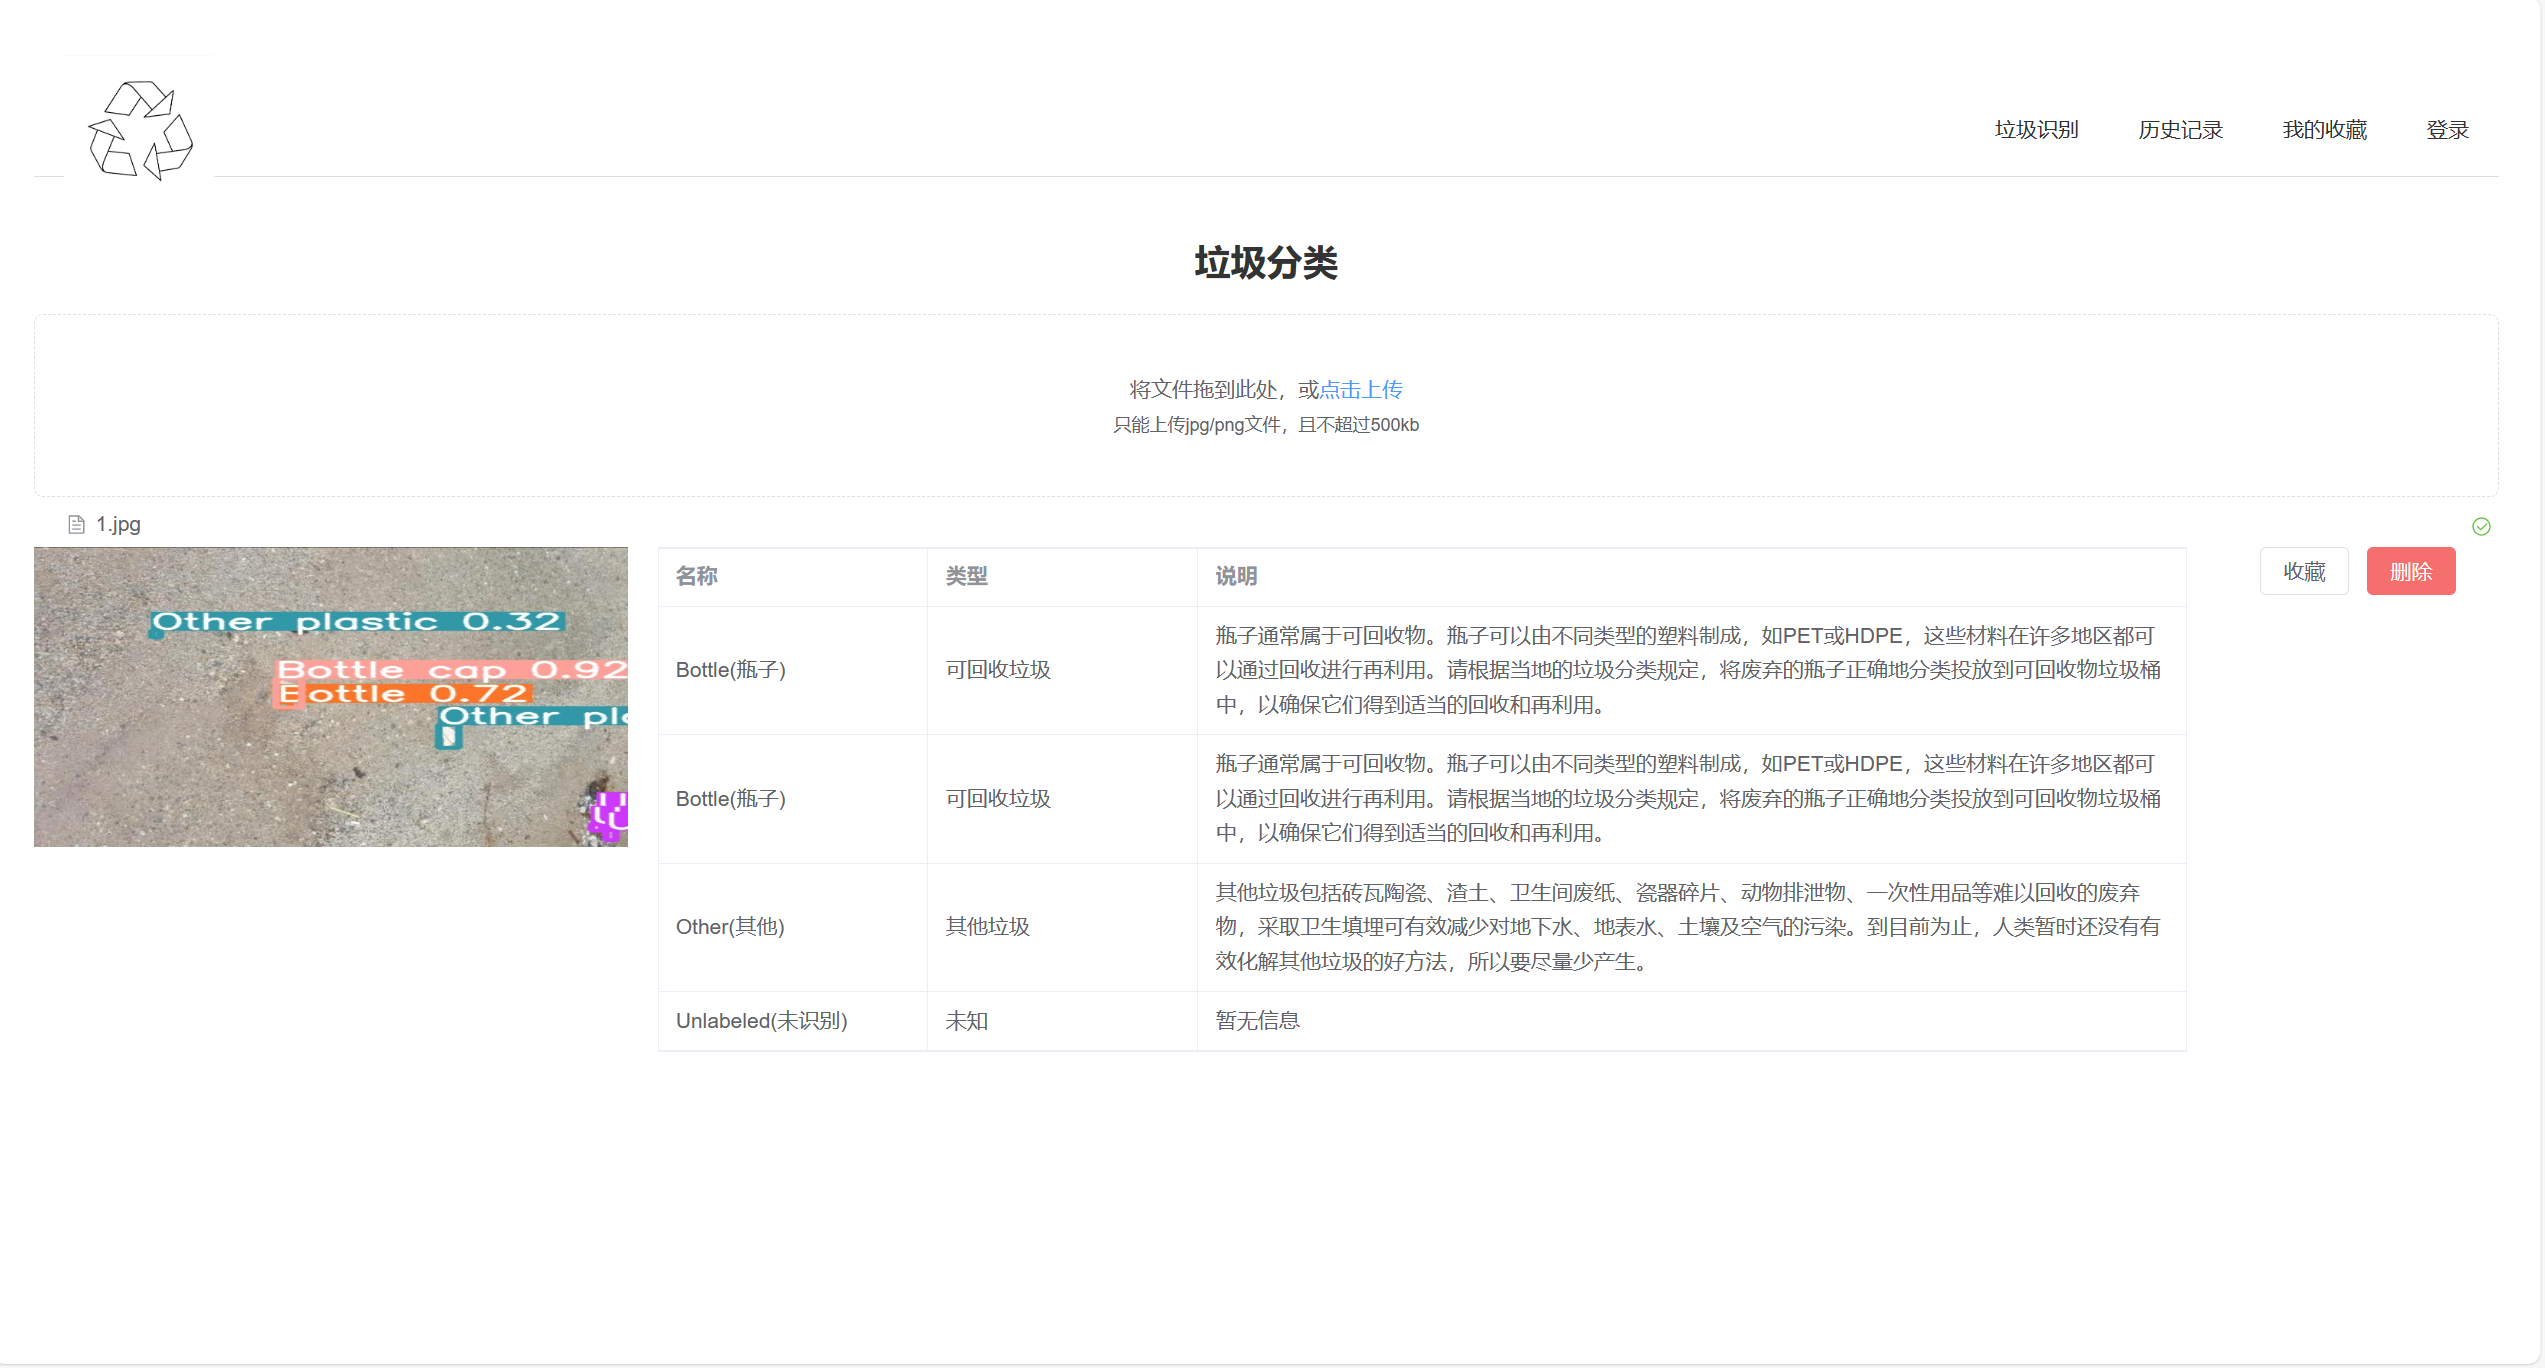 垃圾识别 历史记录 我的收藏 登录
垃圾分类
将文件拖到此处，或点击上传
只能上传jpg/png文件，且不超过500kb
1.jpg
Other plastic 0.32
Bottle cap 0.92
Bottle 0.72
Other
收藏 删除
名称 类型 说明
Bottle(瓶子) 可回收垃圾
瓶子通常属于可回收物。瓶子可以由不同类型的塑料制成，如PET或HDPE，这些材料在许多地区都可
以通过回收进行再利用。请根据当地的垃圾分类规定，将废弃的瓶子正确地分类投放到可回收物垃圾桶
中，以确保它们得到适当的回收和再利用。
Bottle(瓶子) 可回收垃圾
瓶子通常属于可回收物。瓶子可以由不同类型的塑料制成，如PET或HDPE，这些材料在许多地区都可
以通过回收进行再利用。请根据当地的垃圾分类规定，将废弃的瓶子正确地分类投放到可回收物垃圾桶
中，以确保它们得到适当的回收和再利用。
Other(其他) 其他垃圾
其他垃圾包括砖瓦陶瓷、渣土、卫生间废纸、瓷器碎片、动物排泄物、一次性用品等难以回收的废弃
物，采取卫生填埋可有效减少对地下水、地表水、土壤及空气的污染。到目前为止，人类暂时还没有有
效化解其他垃圾的好方法，所以要尽量少产生。
Unlabeled(未识别) 未知 暂无信息